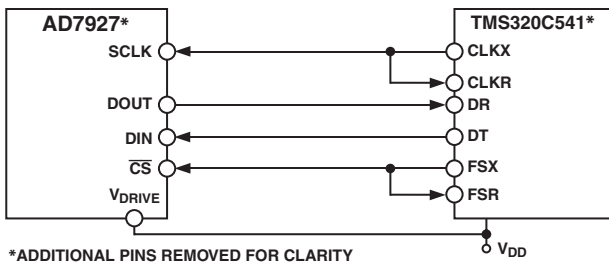 AD7927*
TMS320C541*
SCLK
CLKX
CLKR
DOUT
DR
DIN
DT
CS
FSX
VDRIVE
FSR
VDD
*ADDITIONAL PINS REMOVED FOR CLARITY